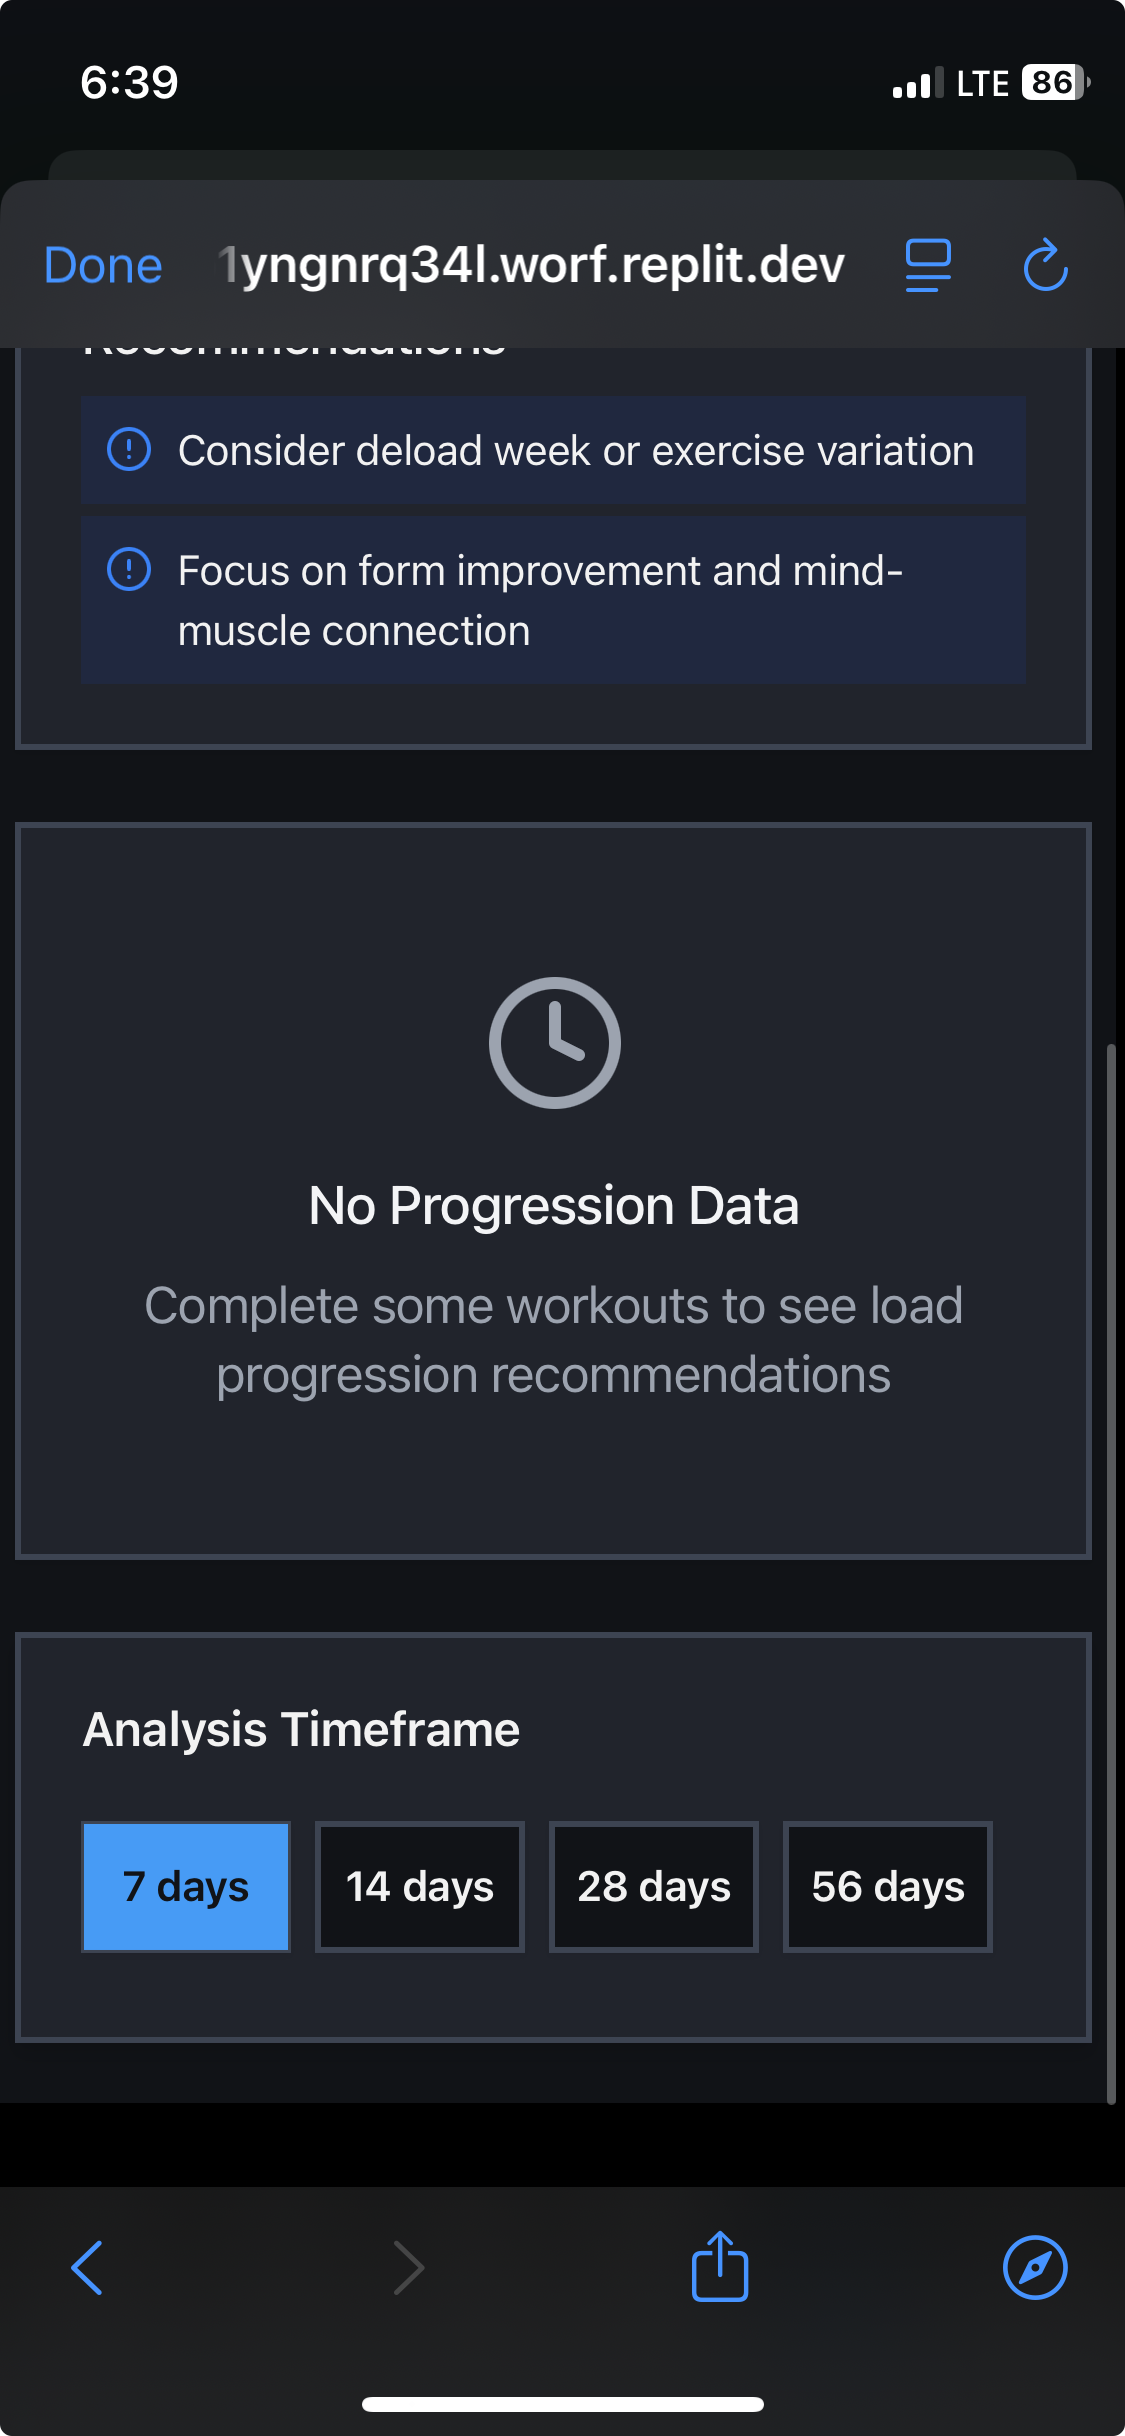 6:39
LTE 86
Done 1yngnrq34l.worf.replit.dev
Recommendations
Consider deload week or exercise variation
Focus on form improvement and mind-
muscle connection
No Progression Data
Complete some workouts to see load
progression recommendations
Analysis Timeframe
7 days 14 days 28 days 56 days